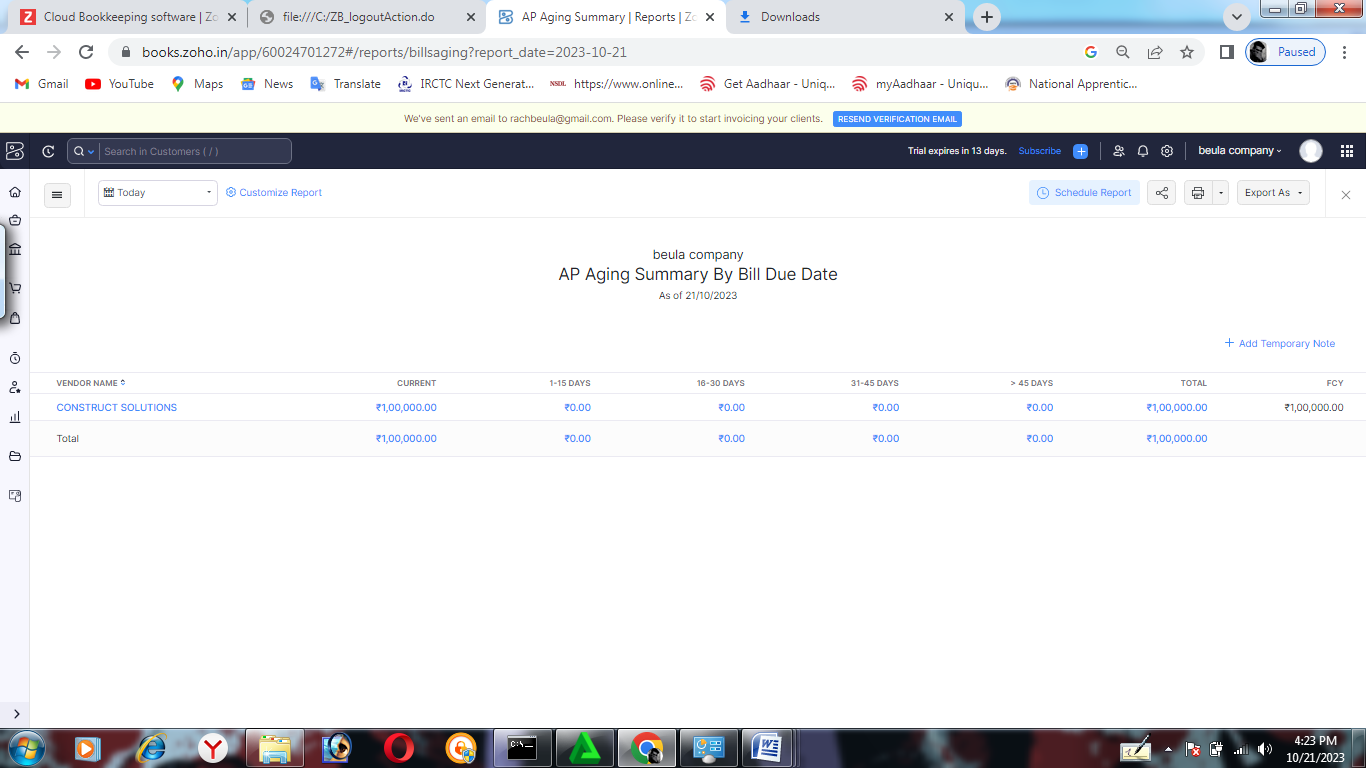 Cloud Bookkeeping software | Zo
file:///C:/ZB_logoutAction.do
AP Aging Summary | Reports | Zo
Downloads
books.zoho.in/app/60024701272#/reports/billsaging?report_date=2023-10-21
Paused
Gmail
YouTube
Maps
News
Translate
IRCTC Next Generat...
NSDL https://www.online...
Get Aadhaar - Uniq...
myAadhaar - Uniqu...
National Apprentic...
We've sent an email to rachbeula@gmail.com. Please verify it to start invoicing your clients. RESEND VERIFICATION EMAIL
Search in Customers ( / )
Trial expires in 13 days. Subscribe
beula company
Today
Customize Report
Schedule Report
Export As
beula company
AP Aging Summary By Bill Due Date
As of 21/10/2023
Add Temporary Note
VENDOR NAME CURRENT 1-15 DAYS 16-30 DAYS 31-45 DAYS > 45 DAYS TOTAL FCY
CONSTRUCT SOLUTIONS ₹1,00,000.00 ₹0.00 ₹0.00 ₹0.00 ₹0.00 ₹1,00,000.00 ₹1,00,000.00
Total ₹1,00,000.00 ₹0.00 ₹0.00 ₹0.00 ₹0.00 ₹1,00,000.00
4:23 PM
10/21/2023